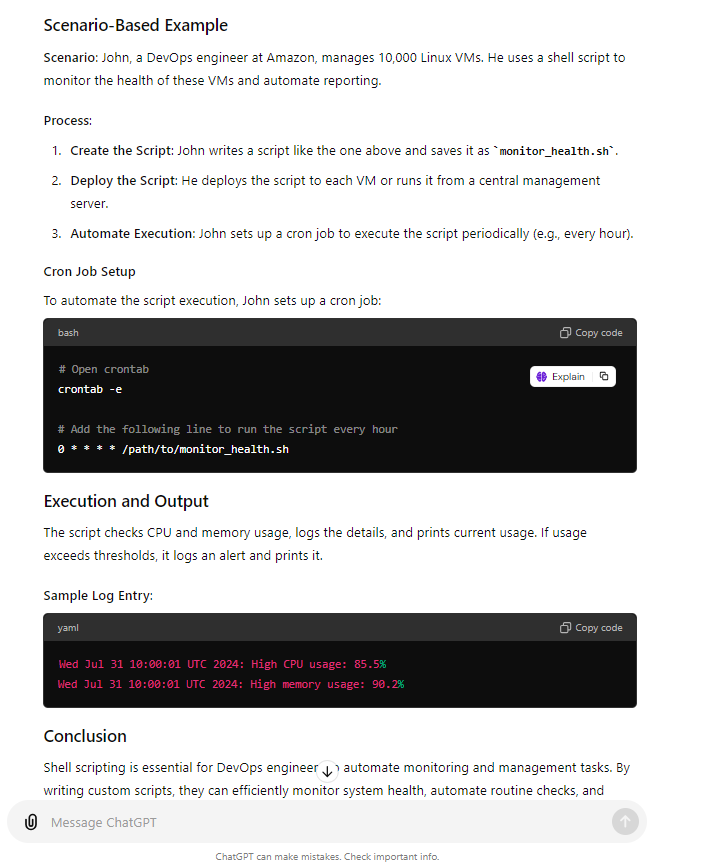 Scenario-Based Example
Scenario: John, a DevOps engineer at Amazon, manages 10,000 Linux VMs. He uses a shell script to
monitor the health of these VMs and automate reporting.
Process:
1. Create the Script: John writes a script like the one above and saves it as `monitor_health.sh`.
2. Deploy the Script: He deploys the script to each VM or runs it from a central management
server.
3. Automate Execution: John sets up a cron job to execute the script periodically (e.g., every hour).
Cron Job Setup
To automate the script execution, John sets up a cron job:
bash Copy code
# Open crontab
Explain
crontab -e
# Add the following line to run the script every hour
0 * * * * /path/to/monitor_health.sh
Execution and Output
The script checks CPU and memory usage, logs the details, and prints current usage. If usage
exceeds thresholds, it logs an alert and prints it.
Sample Log Entry:
yaml Copy code
Wed Jul 31 10:00:01 UTC 2024: High CPU usage: 85.5%
Wed Jul 31 10:00:01 UTC 2024: High memory usage: 90.2%
Conclusion
Shell scripting is essential for DevOps engineer automate monitoring and management tasks. By
writing custom scripts, they can efficiently monitor system health, automate routine checks, and
Message ChatGPT
ChatGPT can make mistakes. Check important info.